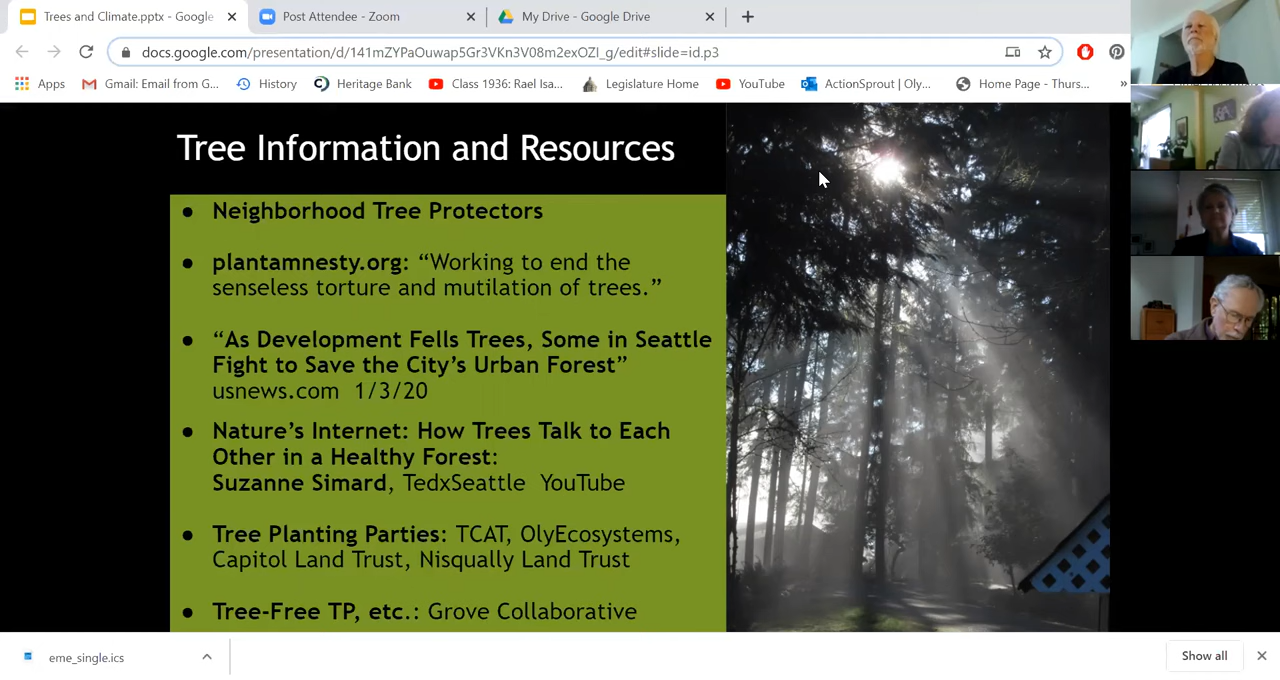 Trees and Climate.pptx - Google
Post Attendee - Zoom
My Drive - Google Drive
docs.google.com/presentation/d/141mZYPaOuwap5Gr3VKn3V08m2exOZI_g/edit#slide=id.p3
Apps
Gmail: Email from G...
History
Heritage Bank
Class 1936: Rael Isa...
Legislature Home
YouTube
ActionSprout | Oly...
Home Page - Thurs...
»
Tree Information and Resources
● Neighborhood Tree Protectors
● plantamnesty.org: “Working to end the
senseless torture and mutilation of trees.”
● “As Development Fells Trees, Some in Seattle
Fight to Save the City’s Urban Forest”
usnews.com 1/3/20
● Nature’s Internet: How Trees Talk to Each
Other in a Healthy Forest:
Suzanne Simard, TedxSeattle YouTube
● Tree Planting Parties: TCAT, OlyEcosystems,
Capitol Land Trust, Nisqually Land Trust
● Tree-Free TP, etc.: Grove Collaborative
eme_single.ics
Show all